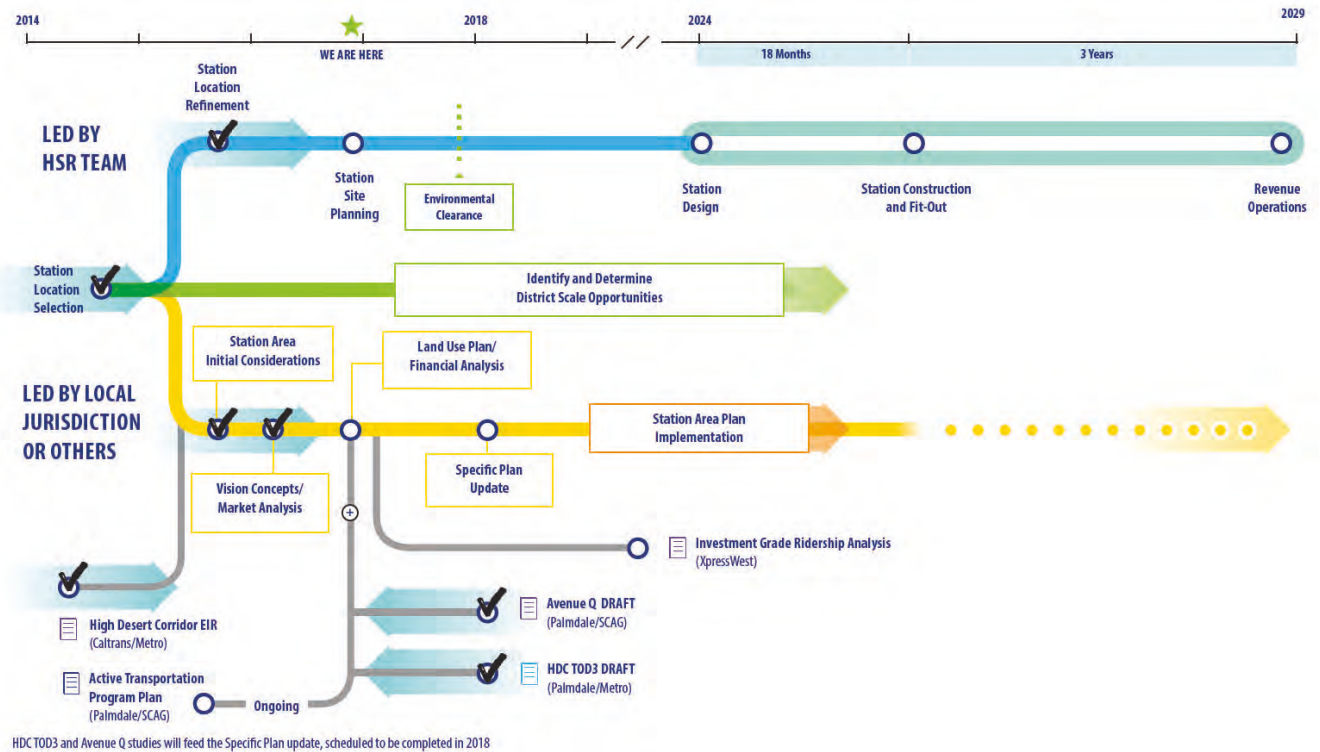 2014
2018
2024
2029
WE ARE HERE
18 Months
3 Years
Station
Location
Refinement
LED BY
HSR TEAM
Station
Site
Planning
Environmental
Clearance
Station
Design
Station Construction
and Fit-Out
Revenue
Operations
Station
Location
Selection
Identify and Determine
District Scale Opportunities
Station Area
Initial Considerations
Land Use Plan/
Financial Analysis
LED BY LOCAL
JURISDICTION
OR OTHERS
Station Area Plan
Implementation
Vision Concepts/
Market Analysis
Specific Plan
Update
Investment Grade Ridership Analysis
(XpressWest)
High Desert Corridor EIR
(Caltrans/Metro)
Avenue Q DRAFT
(Palmdale/SCAG)
Active Transportation
Program Plan
(Palmdale/SCAG)
Ongoing
HDC TOD3 DRAFT
(Palmdale/Metro)
HDC TOD3 and Avenue Q studies will feed the Specific Plan update, scheduled to be completed in 2018